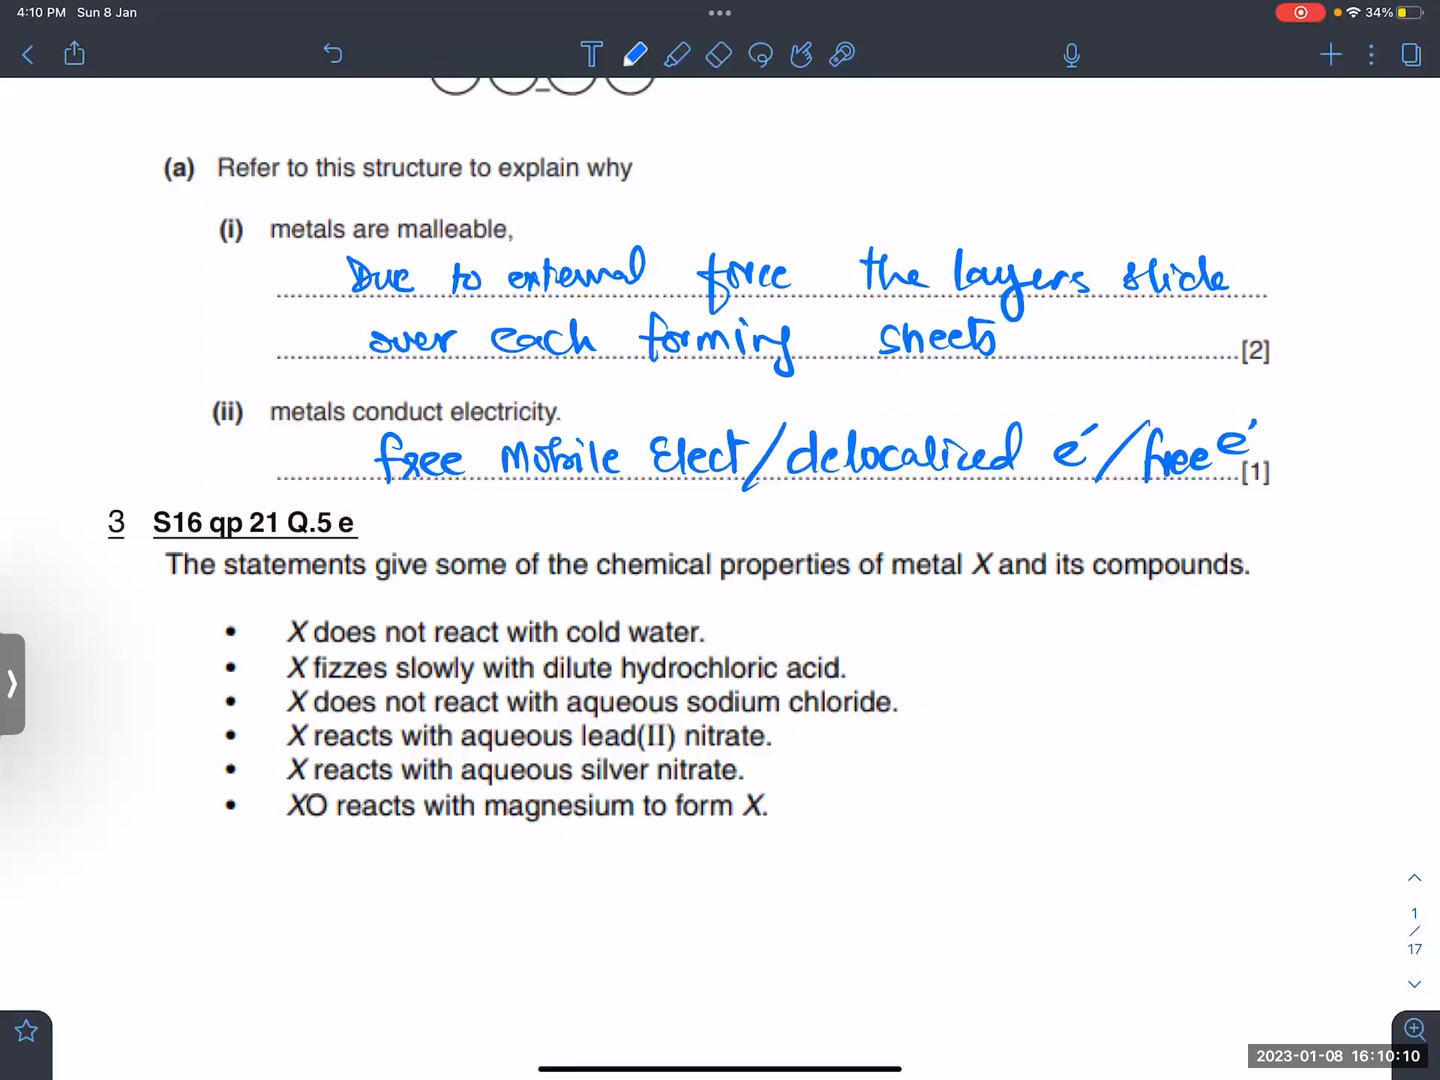 4:10 PM Sun 8 Jan
34%
(a) Refer to this structure to explain why
(i) metals are malleable,
Due to external force the layers slide
over each forming sheets
[2]
(ii) metals conduct electricity.
free mobile Elect/delocalized e-/free e-
[1]
3 S16 qp 21 Q.5 e
The statements give some of the chemical properties of metal X and its compounds.
• X does not react with cold water.
• X fizzes slowly with dilute hydrochloric acid.
• X does not react with aqueous sodium chloride.
• X reacts with aqueous lead(II) nitrate.
• X reacts with aqueous silver nitrate.
• XO reacts with magnesium to form X.
1
/
17
2023-01-08 16:10:10